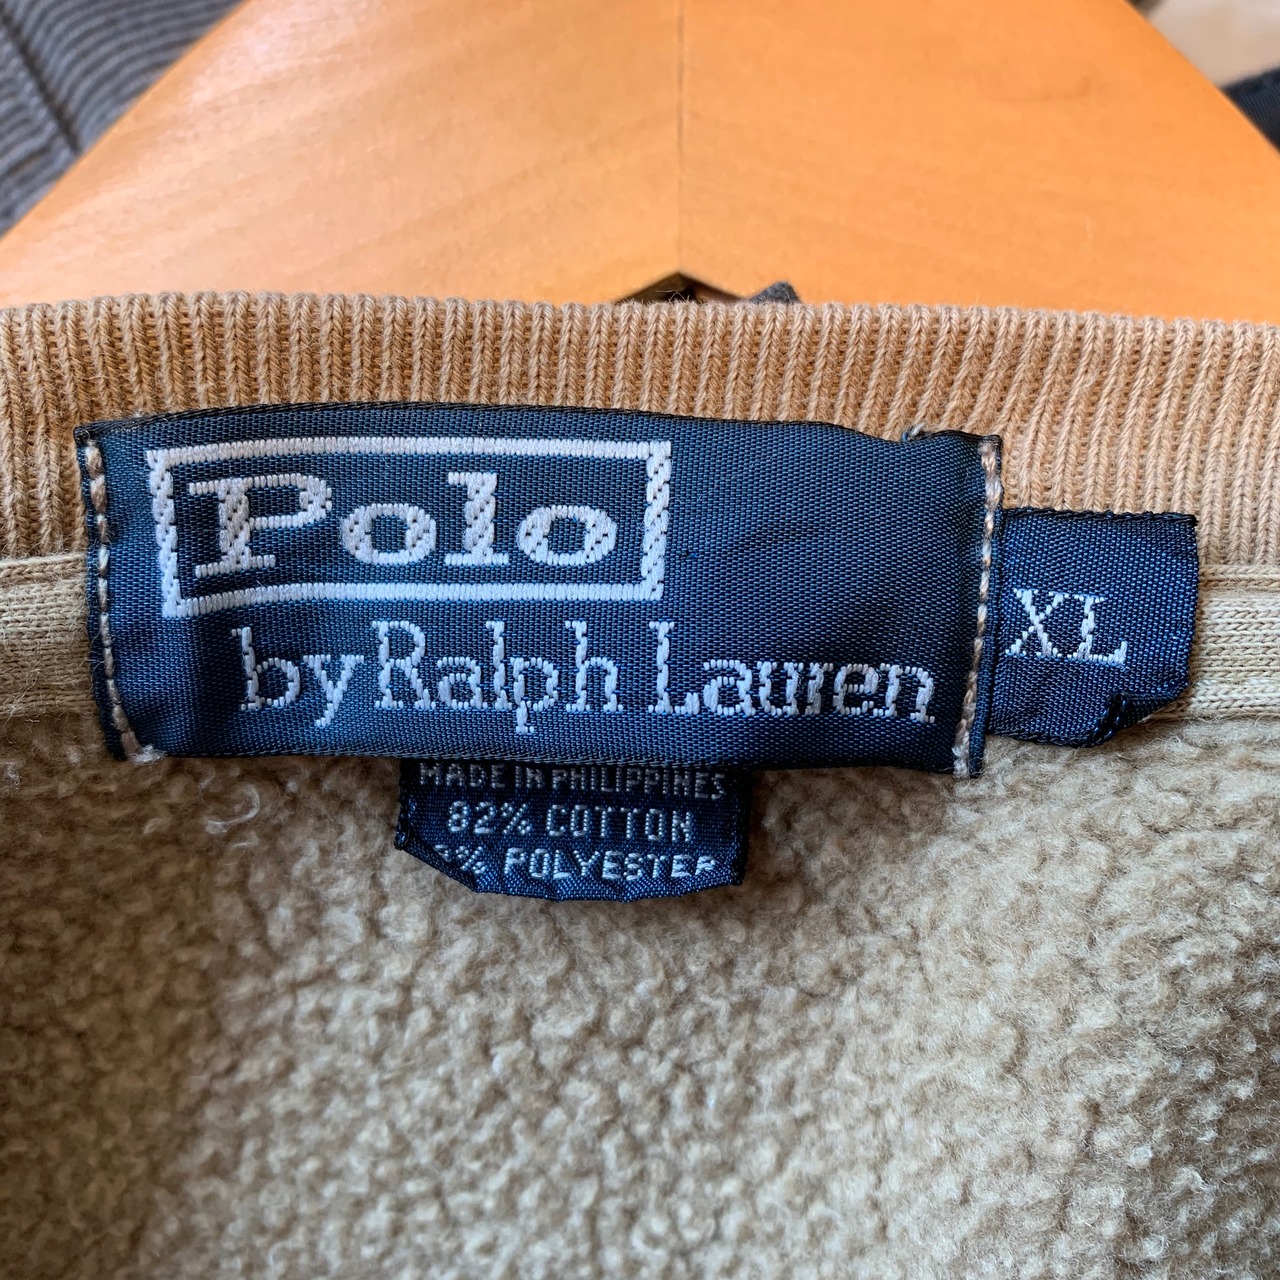 Polo
by Ralph Lauren
XL
MADE IN PHILIPPINES
82% COTTON
% POLYESTER